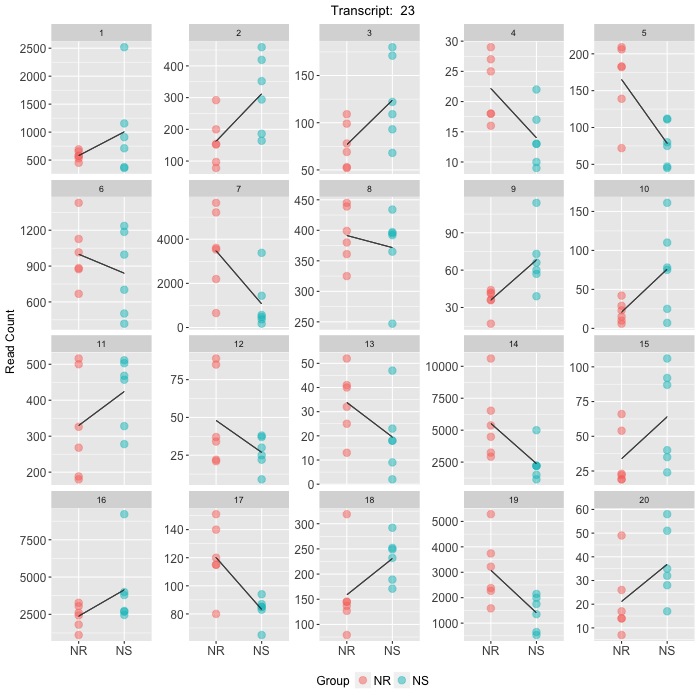 Transcript: 23
1 2 3 4 5
2500 2000 1500 1000 500
400 300 200 100
150 100 50
30 25 20 15 10
200 150 100 50
6 7 8 9 10
1200 900 600
4000 2000 0
450 400 350 300 250
90 60 30
150 100 50 0
Read Count
11 12 13 14 15
500 400 300 200
75 50 25
50 40 30 20 10 0
10000 7500 5000 2500
100 75 50 25
16 17 18 19 20
7500 5000 2500
140 120 100 80
300 250 200 150 100
5000 4000 3000 2000 1000
60 50 40 30 20 10
NR NS NR NS NR NS NR NS NR NS
Group NR NS